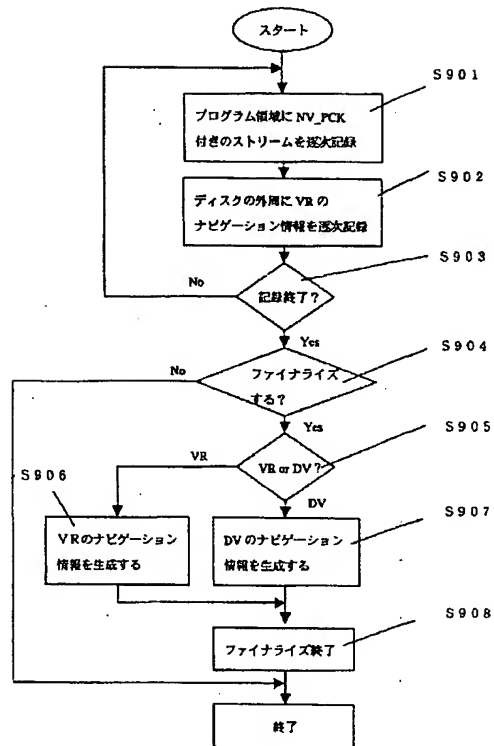 スタート
S901
プログラム領域に NV_PCK
付きのストリームを逐次記録
S902
ディスクの外周に VR の
ナビゲーション情報を逐次記録
S903
No
記録終了？
Yes
S904
No
ファイナライズ
する？
Yes
S905
VR
VR or DV？
S906
DV
S907
VRのナビゲーション
情報を生成する
DVのナビゲーション
情報を生成する
S908
ファイナライズ終了
終了